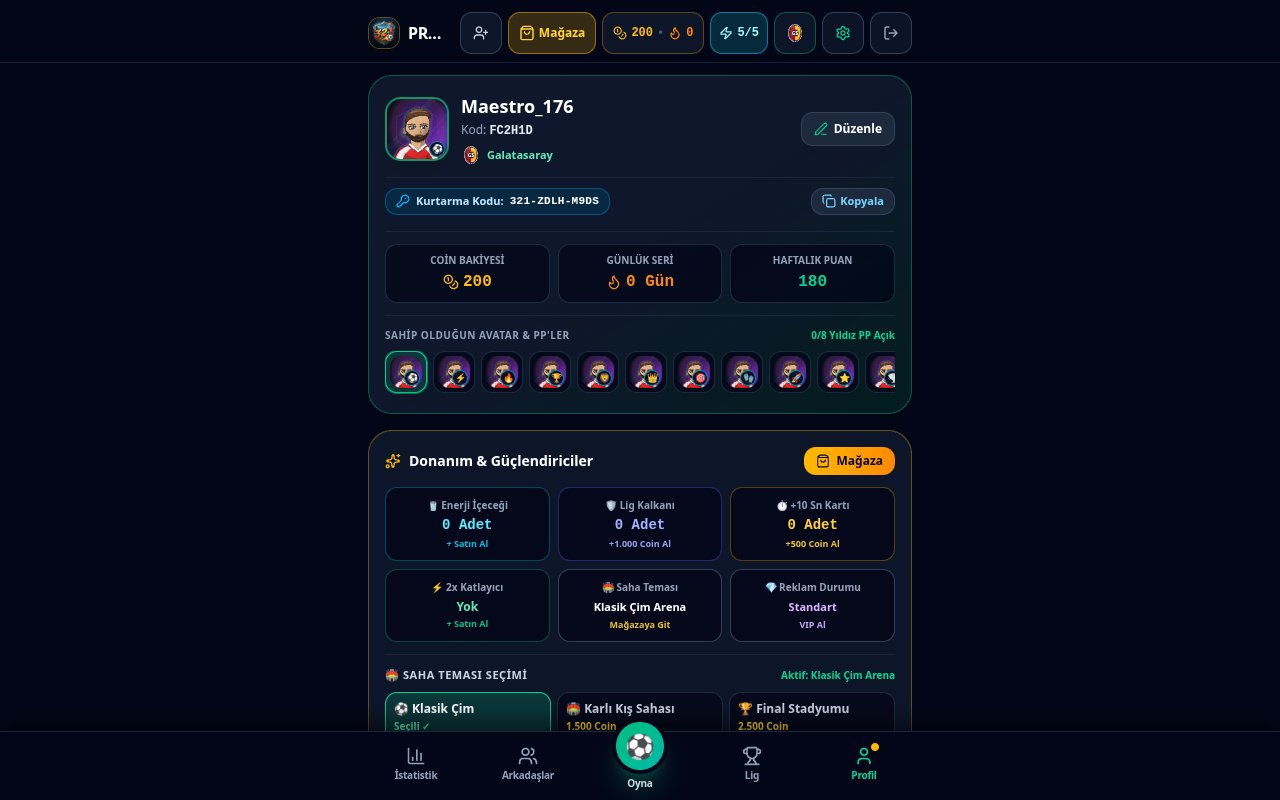 PR...
Mağaza
200 • 0
5/5
Maestro_176
Kod: FC2H1D
Galatasaray
Düzenle
Kurtarma Kodu: 321-ZDLH-M9DS
Kopyala
COİN BAKİYESİ
200
GÜNLÜK SERİ
0 Gün
HAFTALIK PUAN
180
SAHİP OLDUĞUN AVATAR & PP'LER
0/8 Yıldız PP Açık
Donanım & Güçlendiriciler
Mağaza
Enerji İçeceği
0 Adet
+ Satın Al
Lig Kalkanı
0 Adet
+1.000 Coin Al
+10 Sn Kartı
0 Adet
+500 Coin Al
2x Katlayıcı
Yok
+ Satın Al
Saha Teması
Klasik Çim Arena
Mağazaya Git
Reklam Durumu
Standart
VIP Al
SAHA TEMASI SEÇİMİ
Aktif: Klasik Çim Arena
Klasik Çim
Seçili ✓
Karlı Kış Sahası
1.500 Coin
Final Stadyumu
2.500 Coin
İstatistik
Arkadaşlar
Oyna
Lig
Profil